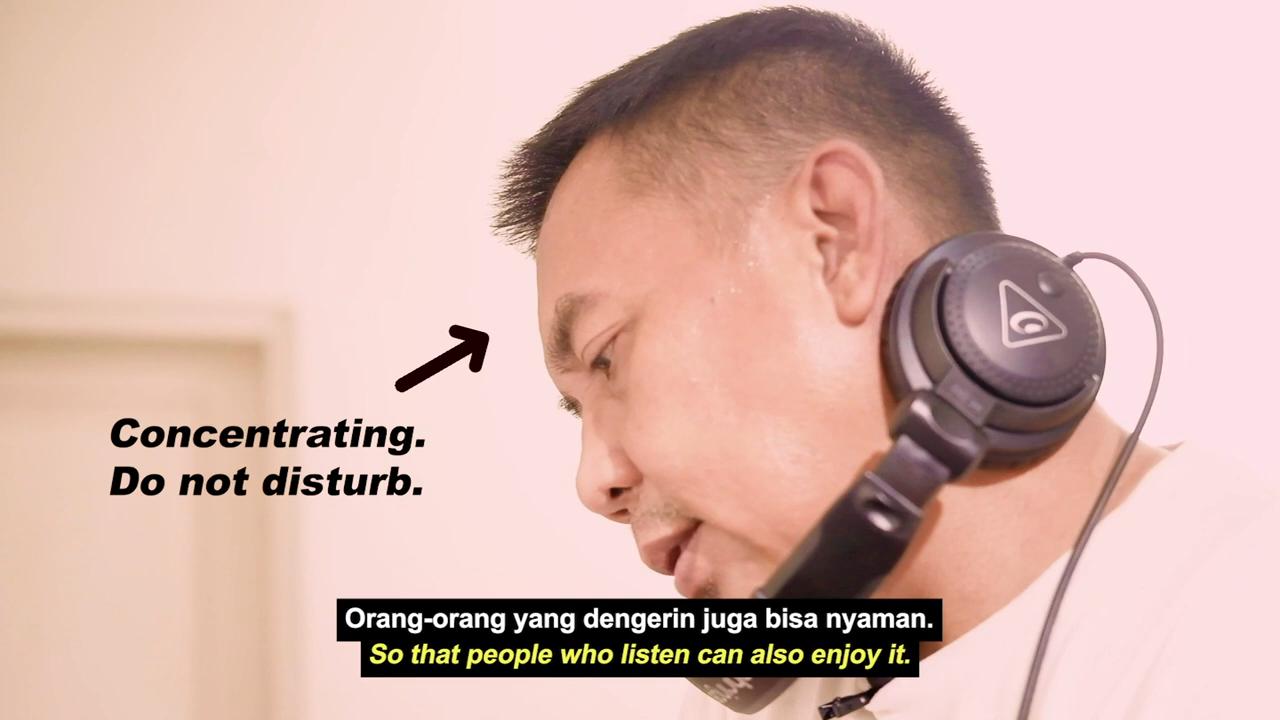 Concentrating.
Do not disturb.
Orang-orang yang dengerin juga bisa nyaman.
So that people who listen can also enjoy it.